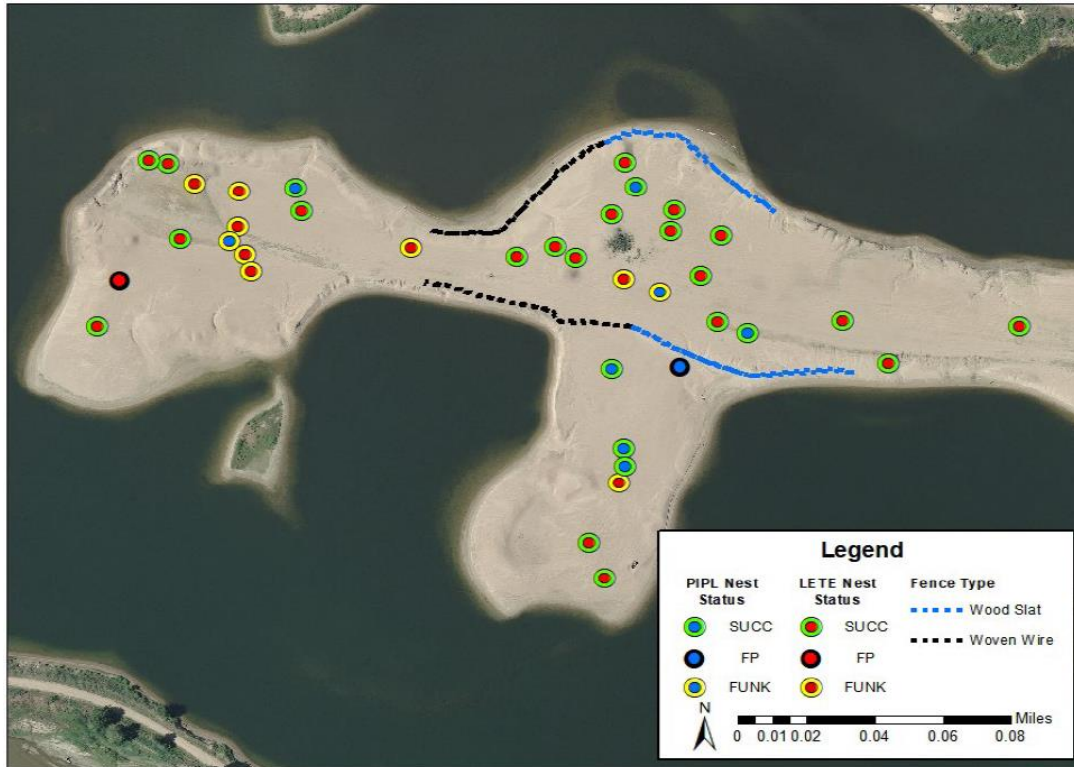 Legend
PIPL Nest Status
LETE Nest Status
Fence Type
SUCC
SUCC
Wood Slat
FP
FP
Woven Wire
FUNK
FUNK
N
Miles
0 0.01 0.02 0.04 0.06 0.08